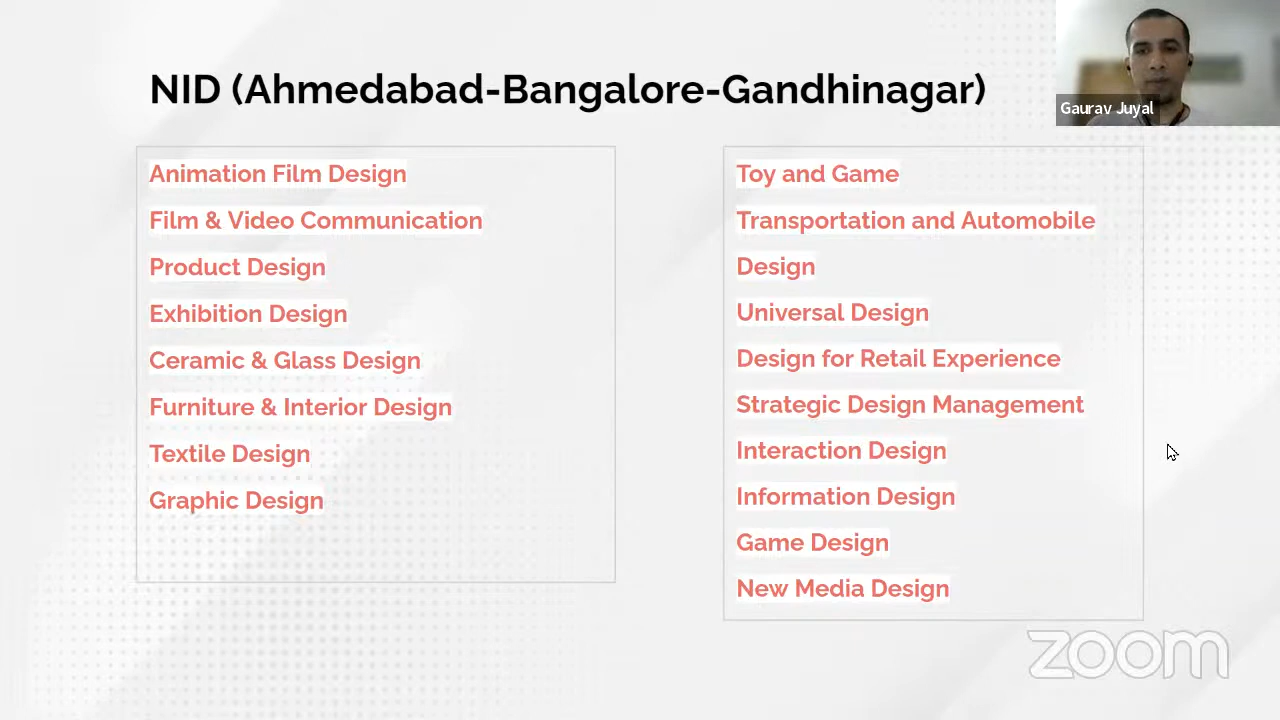 NID (Ahmedabad-Bangalore-Gandhinagar)
Gaurav Juyal
Animation Film Design
Film & Video Communication
Product Design
Exhibition Design
Ceramic & Glass Design
Furniture & Interior Design
Textile Design
Graphic Design
Toy and Game
Transportation and Automobile
Design
Universal Design
Design for Retail Experience
Strategic Design Management
Interaction Design
Information Design
Game Design
New Media Design
zoom